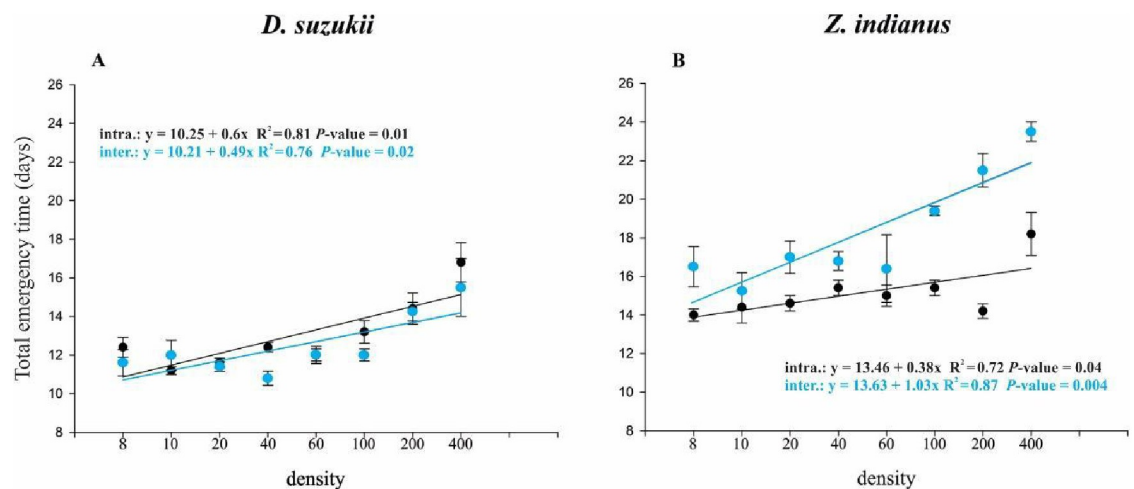 D. suzukii
Z. indianus
A
B
26
24
22
20
18
16
14
12
10
8
Total emergency time (days)
intra.: y = 10.25 + 0.6x R²=0.81 P-value = 0.01
inter.: y = 10.21 + 0.49x R²=0.76 P-value = 0.02
8 10 20 40 60 100 200 400
density
26
24
22
20
18
16
14
12
10
8
intra.: y = 13.46 + 0.38x R²=0.72 P-value = 0.04
inter.: y = 13.63 + 1.03x R²=0.87 P-value = 0.004
8 10 20 40 60 100 200 400
density